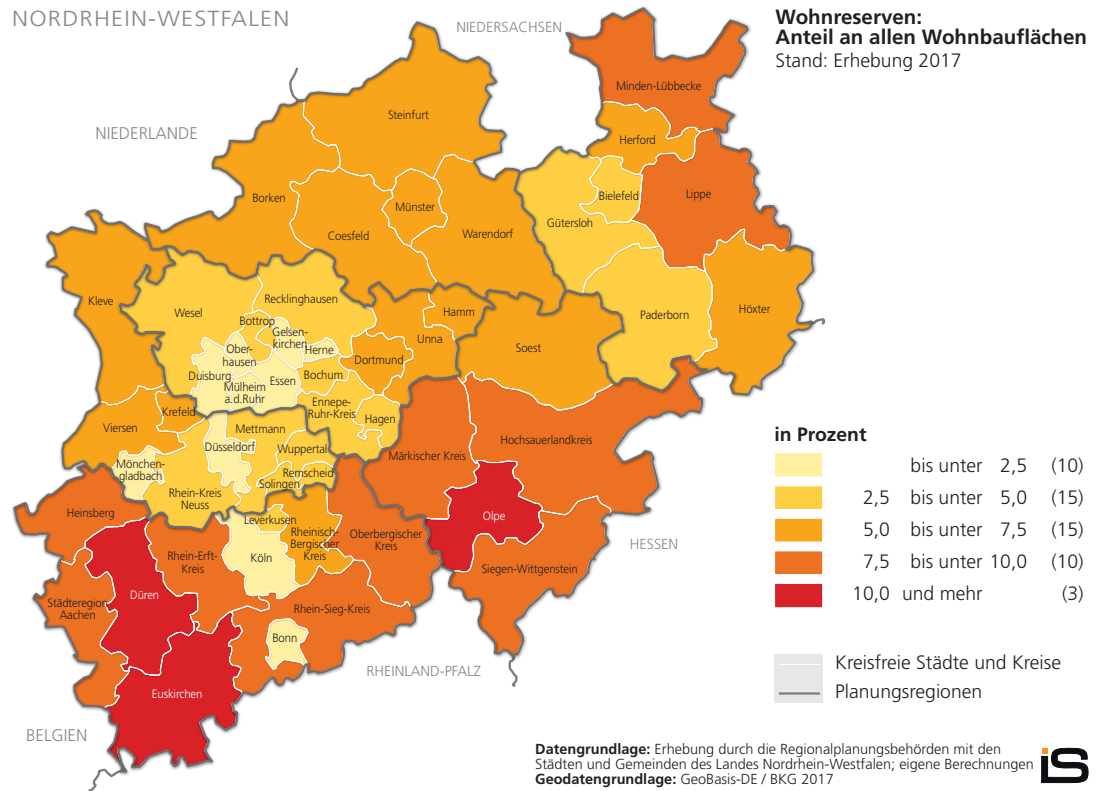 NORDRHEIN-WESTFALEN
Wohnreserven:
Anteil an allen Wohnbauflächen
Stand: Erhebung 2017
NIEDERSACHSEN
NIEDERLANDE
Minden-Lübbecke
Steinfurt
Herford
Borken
Münster
Bielefeld
Lippe
Coesfeld
Warendorf
Gütersloh
Kleve
Wesel
Recklinghausen
Bottrop
Gelsen-
kirchen
Herne
Hamm
Unna
Paderborn
Höxter
Ober-
hausen
Dortmund
Soest
Duisburg
Mülheim
a.d.Ruhr
Essen
Bochum
Ennepe-
Ruhr-Kreis
Hagen
Krefeld
Viersen
Mettmann
Düsseldorf
Wuppertal
Mönchen-
gladbach
Remscheid
Solingen
Rhein-Kreis
Neuss
Märkischer Kreis
Hochsauerlandkreis
Heinsberg
Leverkusen
Rheinisch-
Bergischer
Kreis
Oberbergischer
Kreis
Olpe
Rhein-Erft-
Kreis
Köln
Siegen-Wittgenstein
HESSEN
Düren
Städteregion
Aachen
Rhein-Sieg-Kreis
Bonn
RHEINLAND-PFALZ
Euskirchen
BELGIEN
in Prozent
bis unter 2,5 (10)
2,5 bis unter 5,0 (15)
5,0 bis unter 7,5 (15)
7,5 bis unter 10,0 (10)
10,0 und mehr (3)
Kreisfreie Städte und Kreise
Planungsregionen
Datengrundlage: Erhebung durch die Regionalplanungsbehörden mit den
Städten und Gemeinden des Landes Nordrhein-Westfalen; eigene Berechnungen
Geodatengrundlage: GeoBasis-DE / BKG 2017
iS